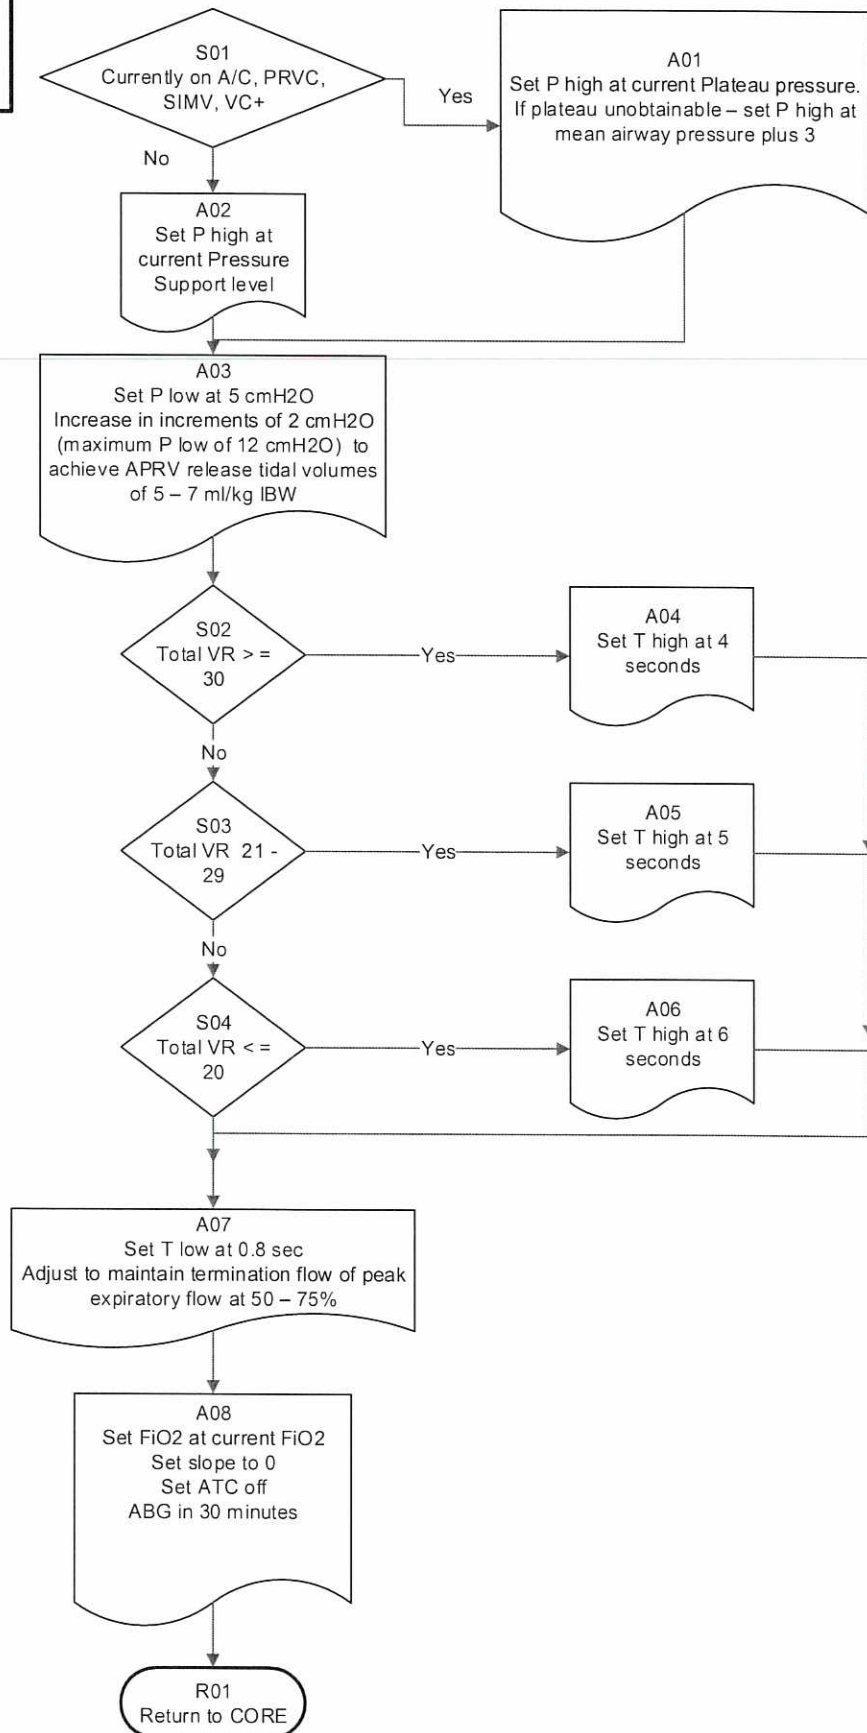 S01
Currently on A/C, PRVC,
SIMV, VC+
Yes
A01
Set P high at current Plateau pressure.
If plateau unobtainable – set P high at
mean airway pressure plus 3
No
A02
Set P high at
current Pressure
Support level
A03
Set P low at 5 cmH2O
Increase in increments of 2 cmH2O
(maximum P low of 12 cmH2O) to
achieve APRV release tidal volumes
of 5 – 7 ml/kg IBW
S02
Total VR > =
30
Yes
A04
Set T high at 4
seconds
No
S03
Total VR 21 -
29
Yes
A05
Set T high at 5
seconds
No
S04
Total VR < =
20
Yes
A06
Set T high at 6
seconds
A07
Set T low at 0.8 sec
Adjust to maintain termination flow of peak
expiratory flow at 50 – 75%
A08
Set FiO2 at current FiO2
Set slope to 0
Set ATC off
ABG in 30 minutes
R01
Return to CORE